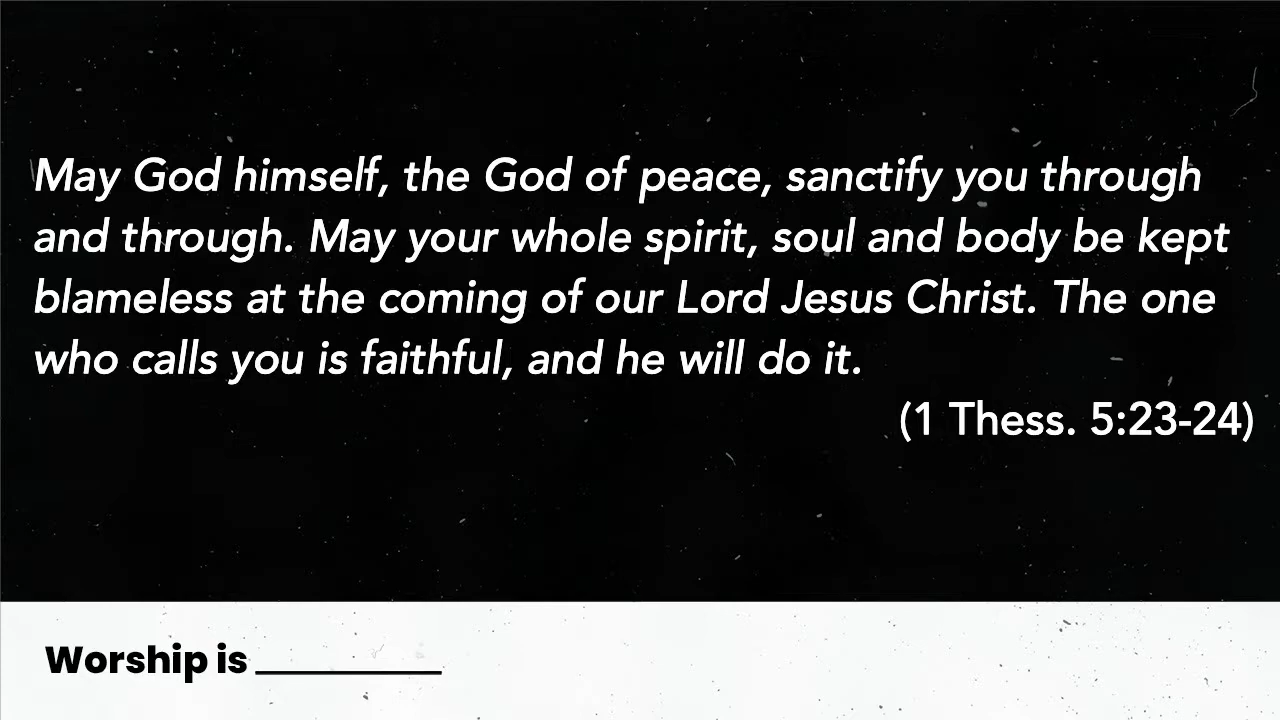 May God himself, the God of peace, sanctify you through
and through. May your whole spirit, soul and body be kept
blameless at the coming of our Lord Jesus Christ. The one
who calls you is faithful, and he will do it.
(1 Thess. 5:23-24)
Worship is __________